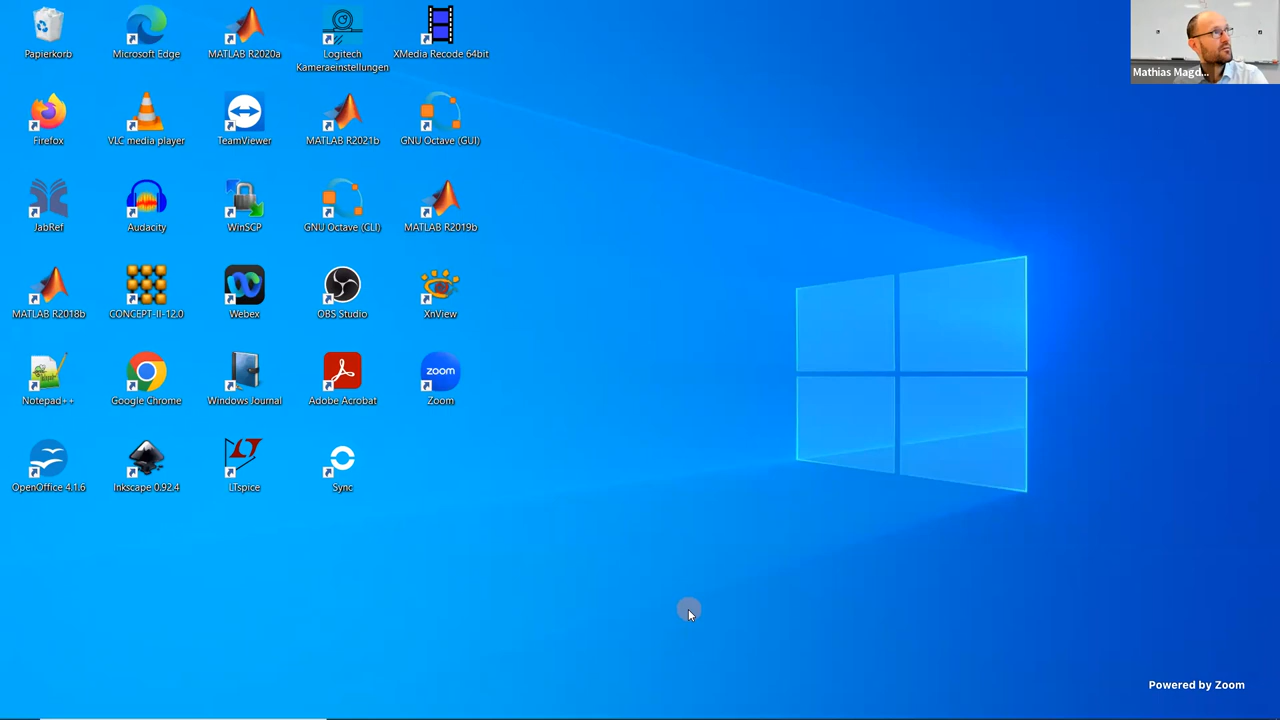 Papierkorb
Microsoft Edge
MATLAB R2020a
Logitech
Kameraeinstellungen
XMedia Recode 64bit
Mathias Magd...
Firefox
VLC media player
TeamViewer
MATLAB R2021b
GNU Octave (GUI)
JabRef
Audacity
WinSCP
GNU Octave (CLI)
MATLAB R2019b
MATLAB R2018b
CONCEPT-II-12.0
Webex
OBS Studio
XnView
zoom
Notepad++
Google Chrome
Windows Journal
Adobe Acrobat
Zoom
LT
OpenOffice 4.1.6
Inkscape 0.92.4
LTspice
Sync
Powered by Zoom